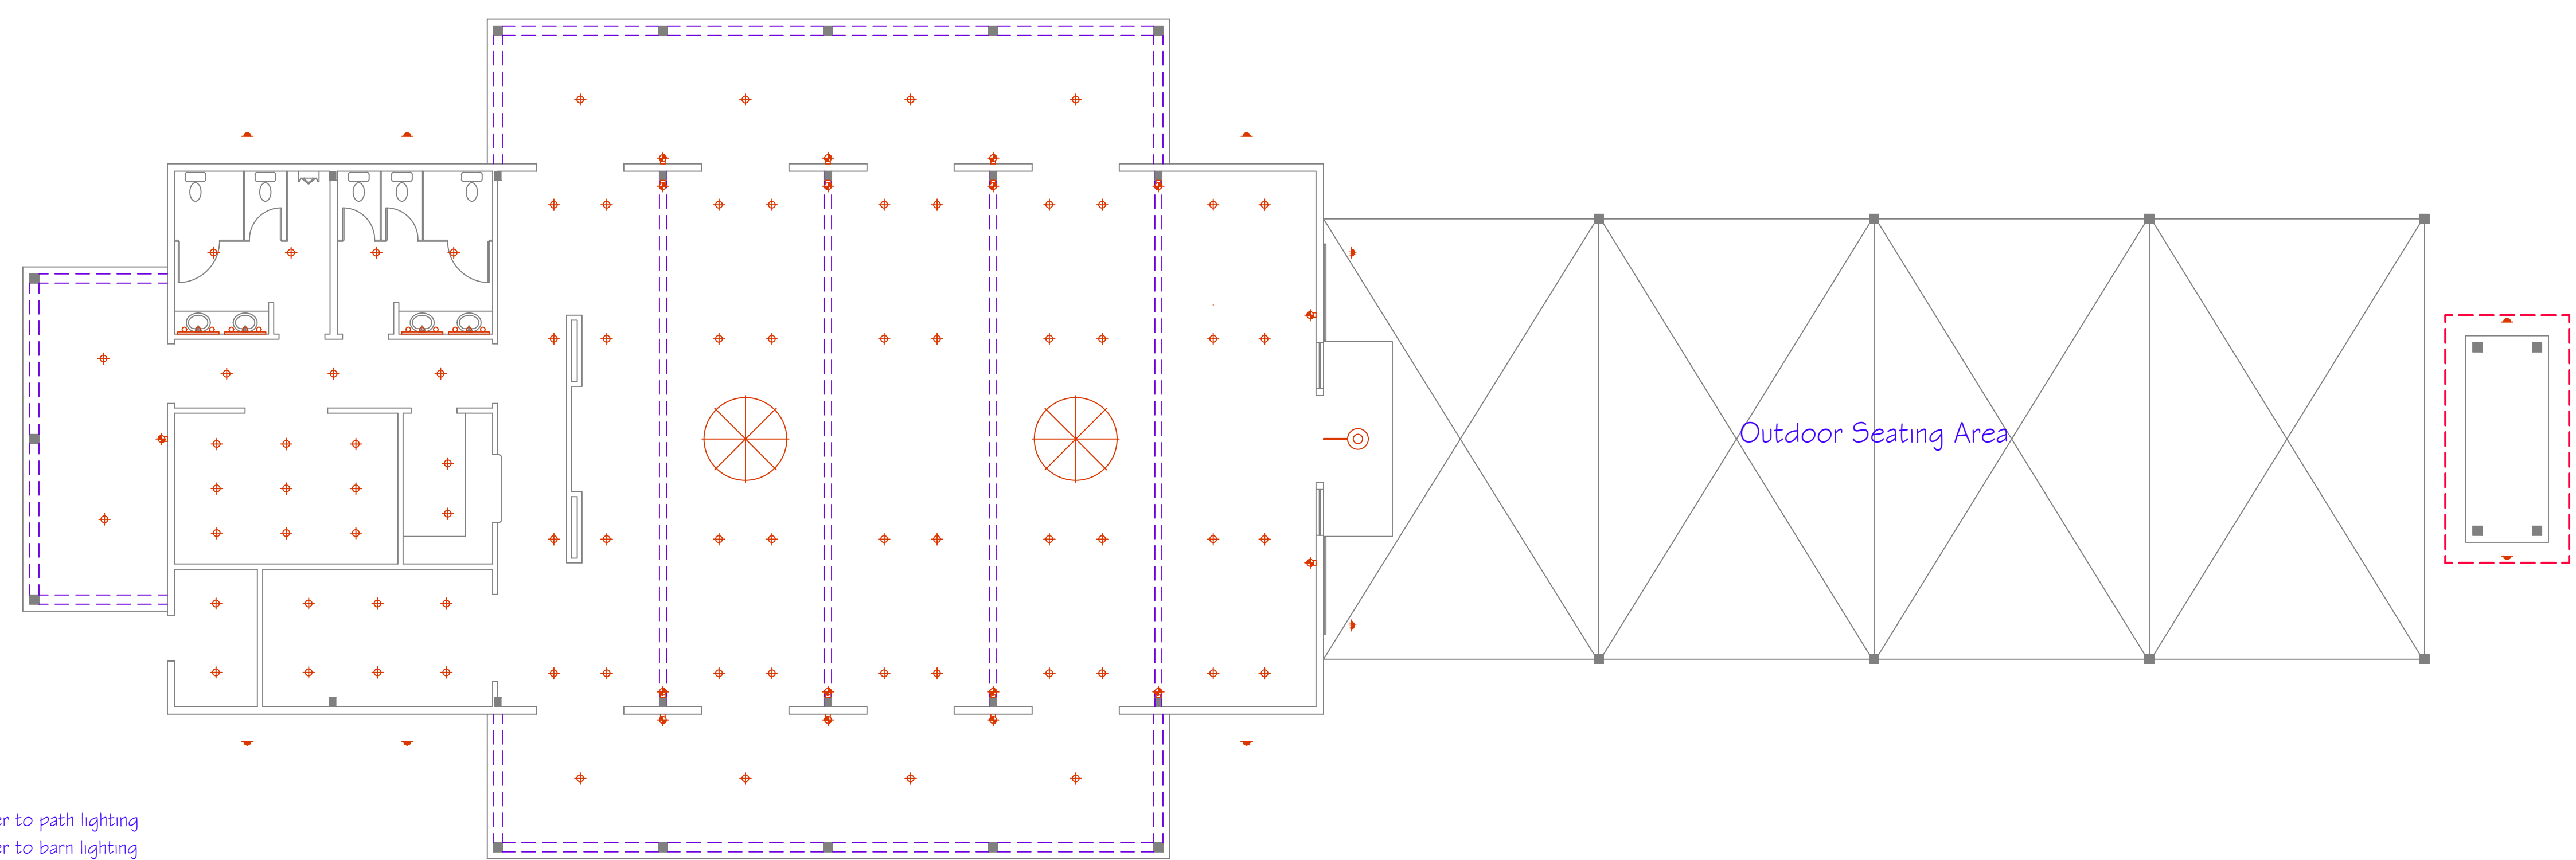 Outdoor Seating Area
to path lighting
to barn lighting